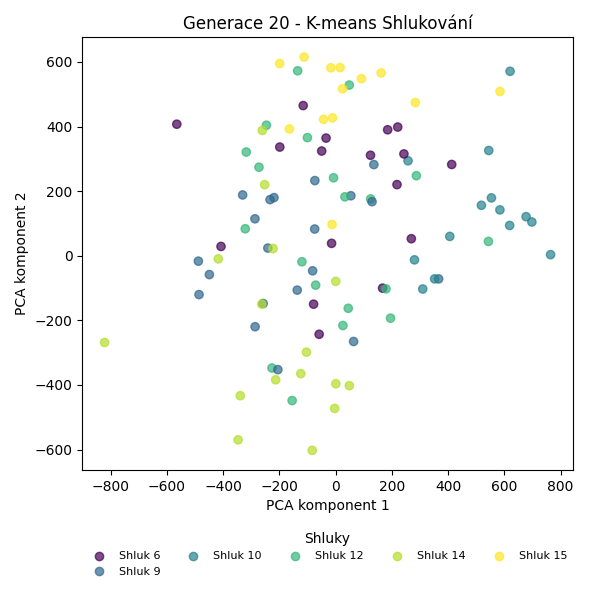 Generace 20 - K-means Shlukování
PCA komponent 2
600
400
200
0
−200
−400
−600
−800 −600 −400 −200 0 200 400 600 800
PCA komponent 1
Shluky
Shluk 6 Shluk 10 Shluk 12 Shluk 14 Shluk 15
Shluk 9